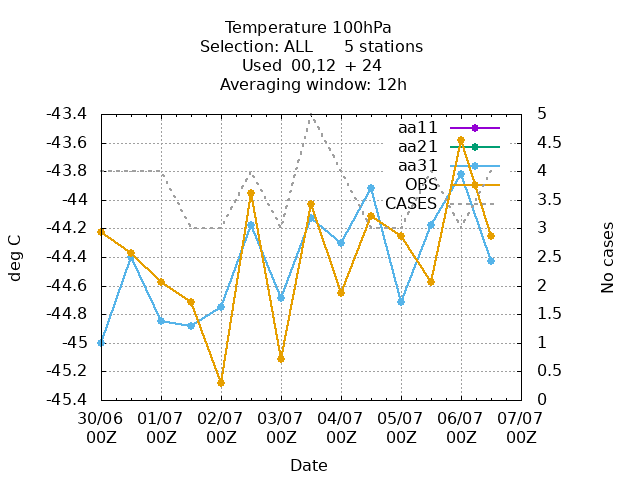 Temperature 100hPa
Selection: ALL 5 stations
Used 00,12 + 24
Averaging window: 12h
-43.4
-43.6
-43.8
-44
-44.2
-44.4
-44.6
-44.8
-45
-45.2
-45.4
deg C
5
4.5
4
3.5
3
2.5
2
1.5
1
0.5
0
No cases
aa11
aa21
aa31
OBS
CASES
30/06 01/07 02/07 03/07 04/07 05/07 06/07 07/07
00Z 00Z 00Z 00Z 00Z 00Z 00Z 00Z
Date